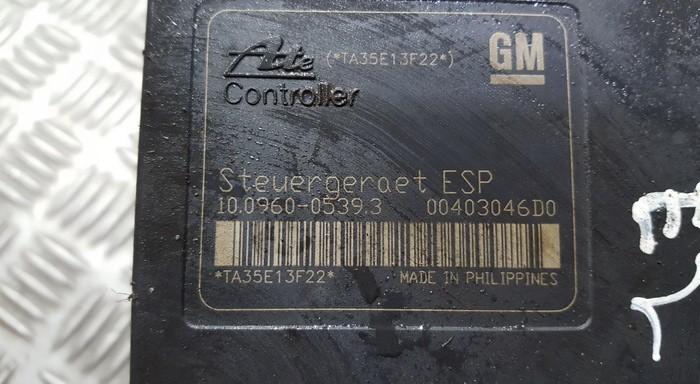 Ate (*TA35E13F22*) GM
Controller
Steuergeraet ESP
10.0960-0539.3 00403046D0
*TA35E13F22* MADE IN PHILIPPINES